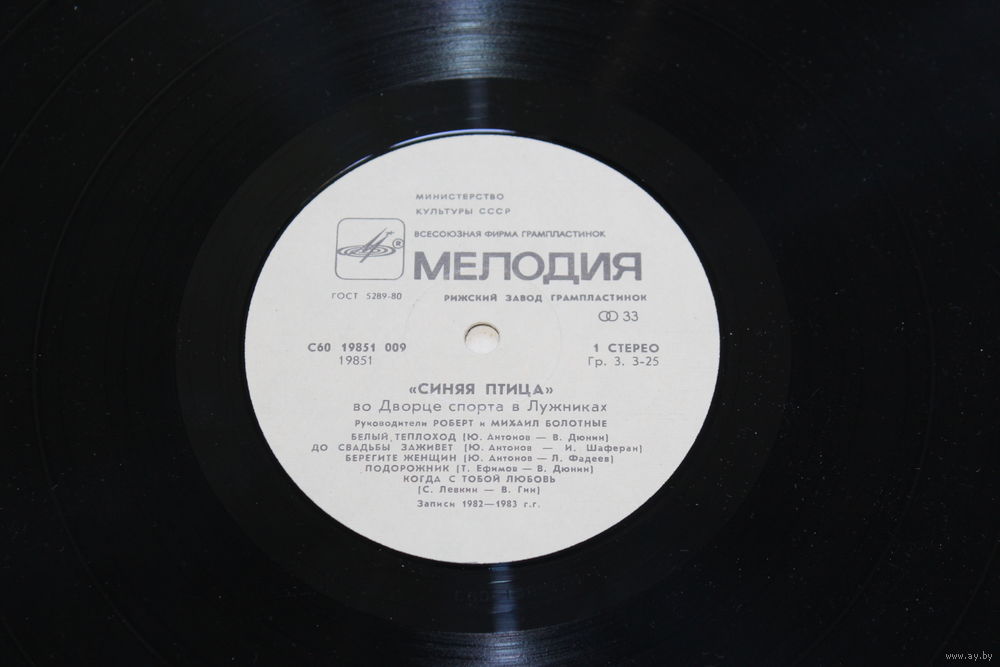 МИНИСТЕРСТВО
КУЛЬТУРЫ СССР
ВСЕСОЮЗНАЯ ФИРМА ГРАМПЛАСТИНОК
®
МЕЛОДИЯ
ГОСТ 5289-80
РИЖСКИЙ ЗАВОД ГРАМПЛАСТИНОК
33
С60 19851 009
1 СТЕРЕО
19851
Гр. 3. 3-25
«СИНЯЯ ПТИЦА»
во Дворце спорта в Лужниках
Руководители РОБЕРТ и МИХАИЛ БОЛОТНЫЕ
БЕЛЫЙ ТЕПЛОХОД (Ю. Антонов — В. Дюнин)
ДО СВАДЬБЫ ЗАЖИВЕТ (Ю. Антонов — И. Шаферан)
БЕРЕГИТЕ ЖЕНЩИН (Ю. Антонов — Л. Фадеев)
ПОДОРОЖНИК (Т. Ефимов — В. Дюнин)
КОГДА С ТОБОЙ ЛЮБОВЬ
(С. Левкин — В. Гин)
Записи 1982—1983 г.г.
www.ay.by